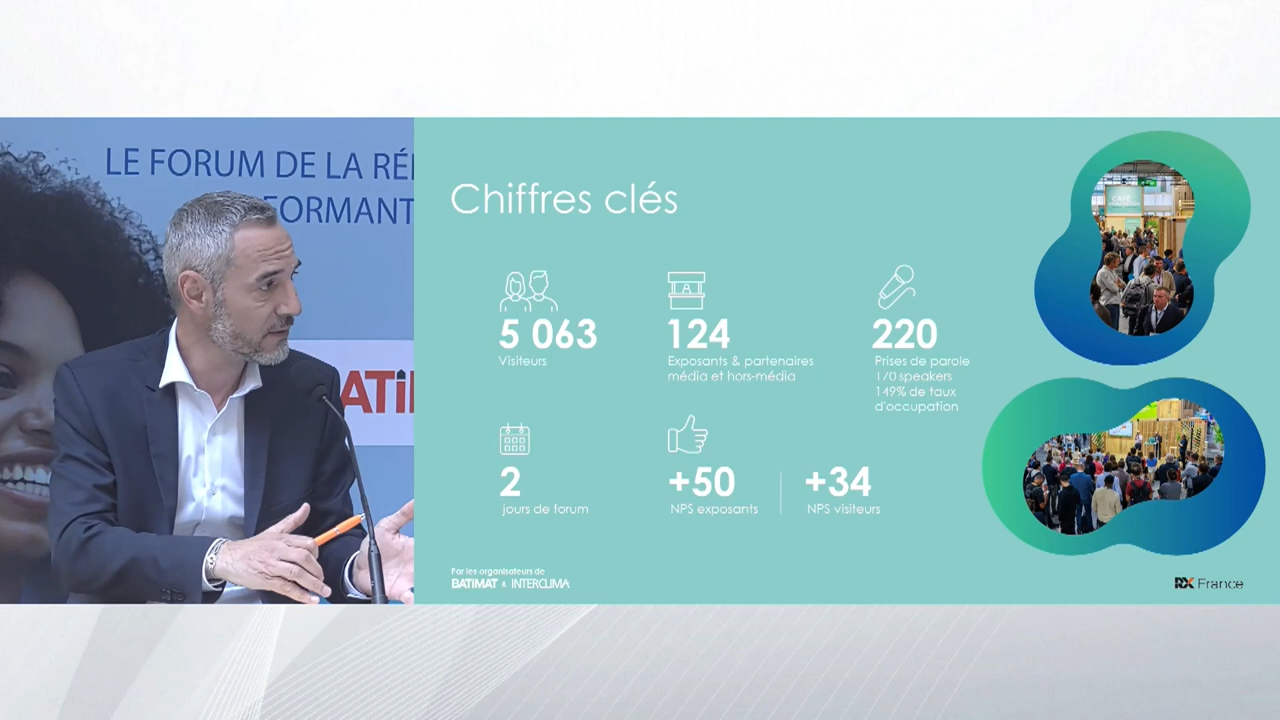 LE FORUM DE LA RÉ
FORMANT
BATI
Chiffres clés
5 063
Visiteurs
124
Exposants & partenaires
média et hors-média
220
Prises de parole
170 speakers
149% de taux
d'occupation
2
jours de forum
+50
NPS exposants
+34
NPS visiteurs
Par les organisateurs de
BATIMAT & INTERCLIMA
RX France
CAFÉ